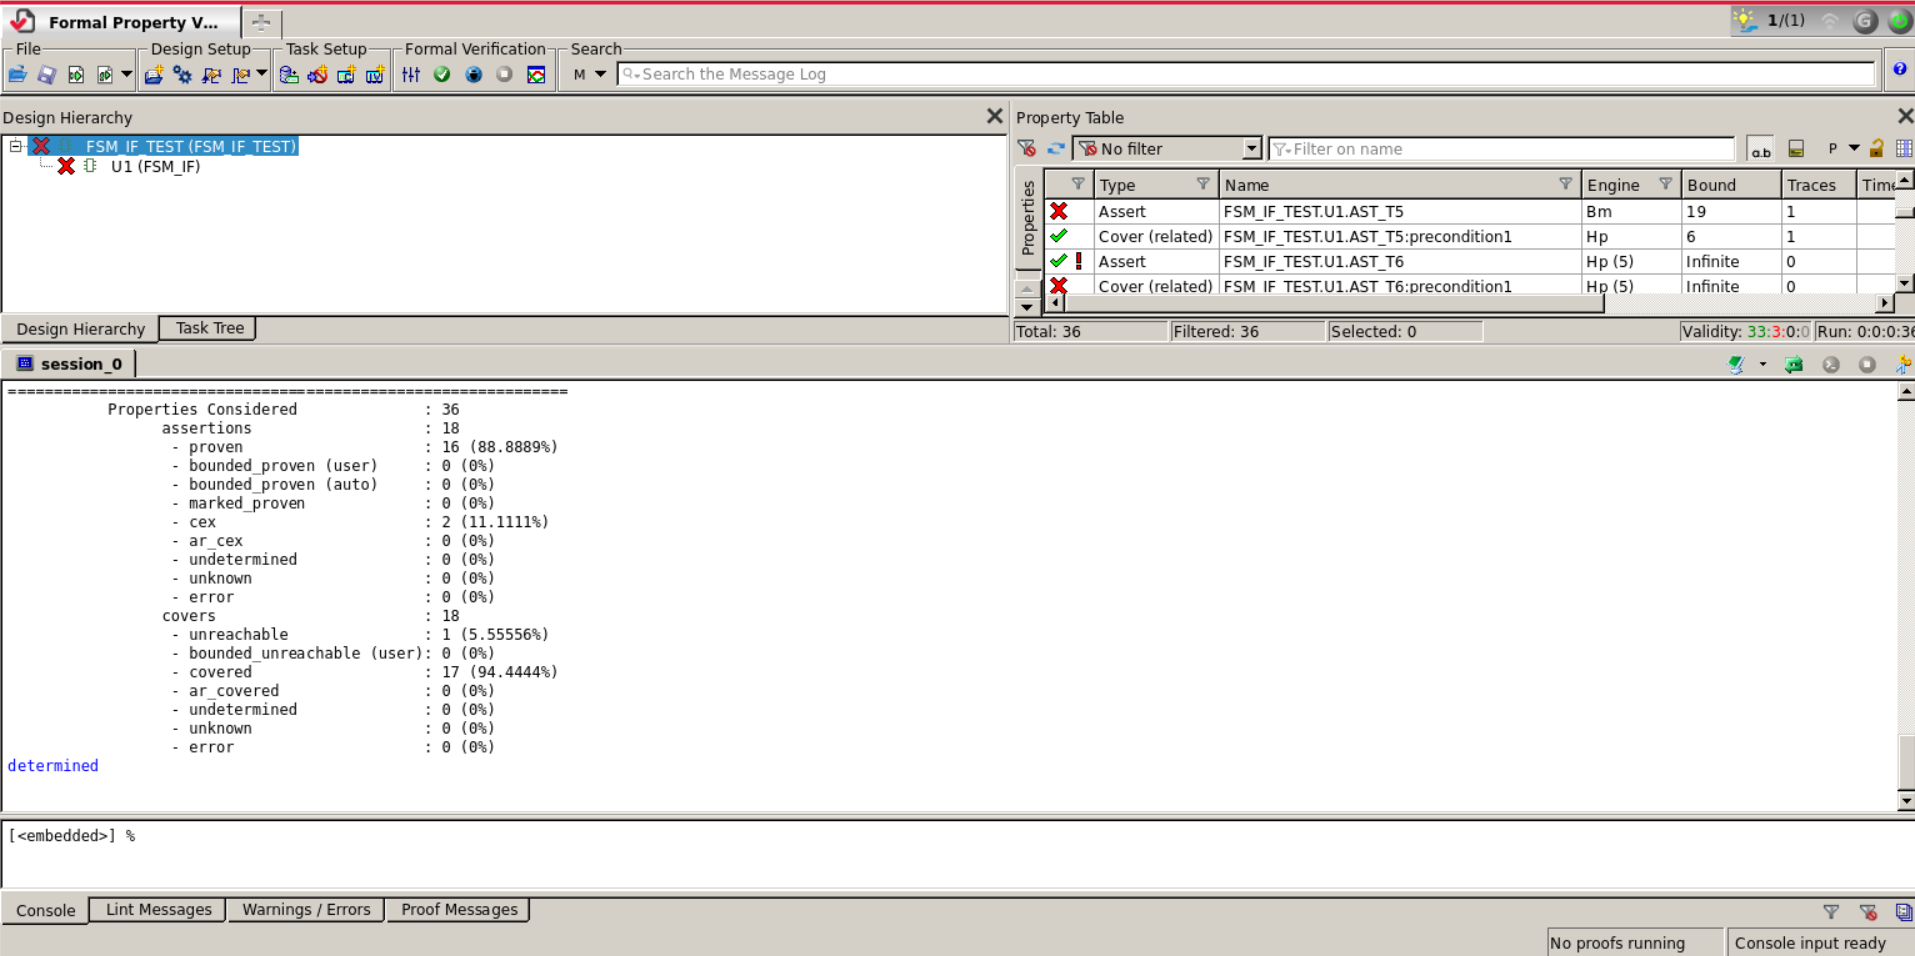 Formal Property V...
1/(1)
File
Design Setup
Task Setup
Formal Verification
Search
M
Search the Message Log
Design Hierarchy
FSM_IF_TEST (FSM_IF_TEST)
U1 (FSM_IF)
Design Hierarchy
Task Tree
Property Table
No filter
Filter on name
a.b
P
Properties
Type Name Engine Bound Traces
Assert FSM_IF_TEST.U1.AST_T5 Bm 19 1
Cover (related) FSM_IF_TEST.U1.AST_T5:precondition1 Hp 6 1
Assert FSM_IF_TEST.U1.AST_T6 Hp (5) Infinite 0
Cover (related) FSM_IF_TEST.U1.AST_T6:precondition1 Hp (5) Infinite 0
Total: 36
Filtered: 36
Selected: 0
Validity: 33:3:0:0
Run: 0:0:0:36
session_0
==============================================================
Properties Considered : 36
assertions : 18
- proven : 16 (88.8889%)
- bounded_proven (user) : 0 (0%)
- bounded_proven (auto) : 0 (0%)
- marked_proven : 0 (0%)
- cex : 2 (11.1111%)
- ar_cex : 0 (0%)
- undetermined : 0 (0%)
- unknown : 0 (0%)
- error : 0 (0%)
covers : 18
- unreachable : 1 (5.55556%)
- bounded_unreachable (user): 0 (0%)
- covered : 17 (94.4444%)
- ar_covered : 0 (0%)
- undetermined : 0 (0%)
- unknown : 0 (0%)
- error : 0 (0%)
determined
[<embedded>] %
Console
Lint Messages
Warnings / Errors
Proof Messages
No proofs running
Console input ready